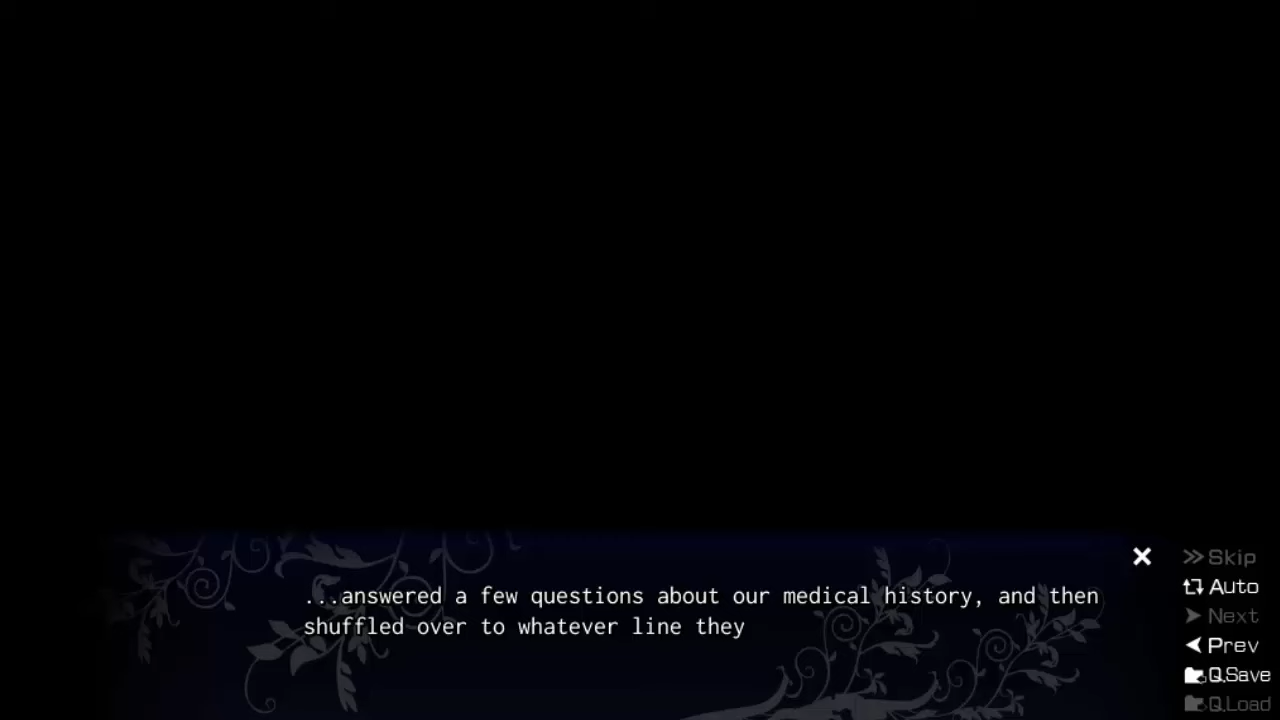 ...answered a few questions about our medical history, and then
shuffled over to whatever line they
Skip
Auto
Next
Prev
Q.Save
Q.Load